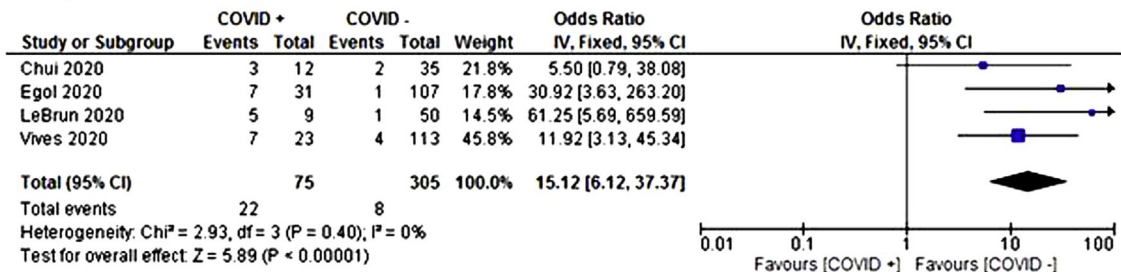 COVID + COVID - Odds Ratio Odds Ratio
Study or Subgroup Events Total Events Total Weight IV, Fixed, 95% CI IV, Fixed, 95% CI
Chui 2020 3 12 2 35 21.8% 5.50 [0.79, 38.08]
Egol 2020 7 31 1 107 17.8% 30.92 [3.63, 263.20]
LeBrun 2020 5 9 1 50 14.5% 61.25 [5.69, 659.59]
Vives 2020 7 23 4 113 45.8% 11.92 [3.13, 45.34]
Total (95% CI) 75 305 100.0% 15.12 [6.12, 37.37]
Total events 22 8
Heterogeneity: Chi² = 2.93, df = 3 (P = 0.40); I² = 0%
Test for overall effect: Z = 5.89 (P < 0.00001)
0.01 0.1 1 10 100
Favours [COVID +] Favours [COVID -]